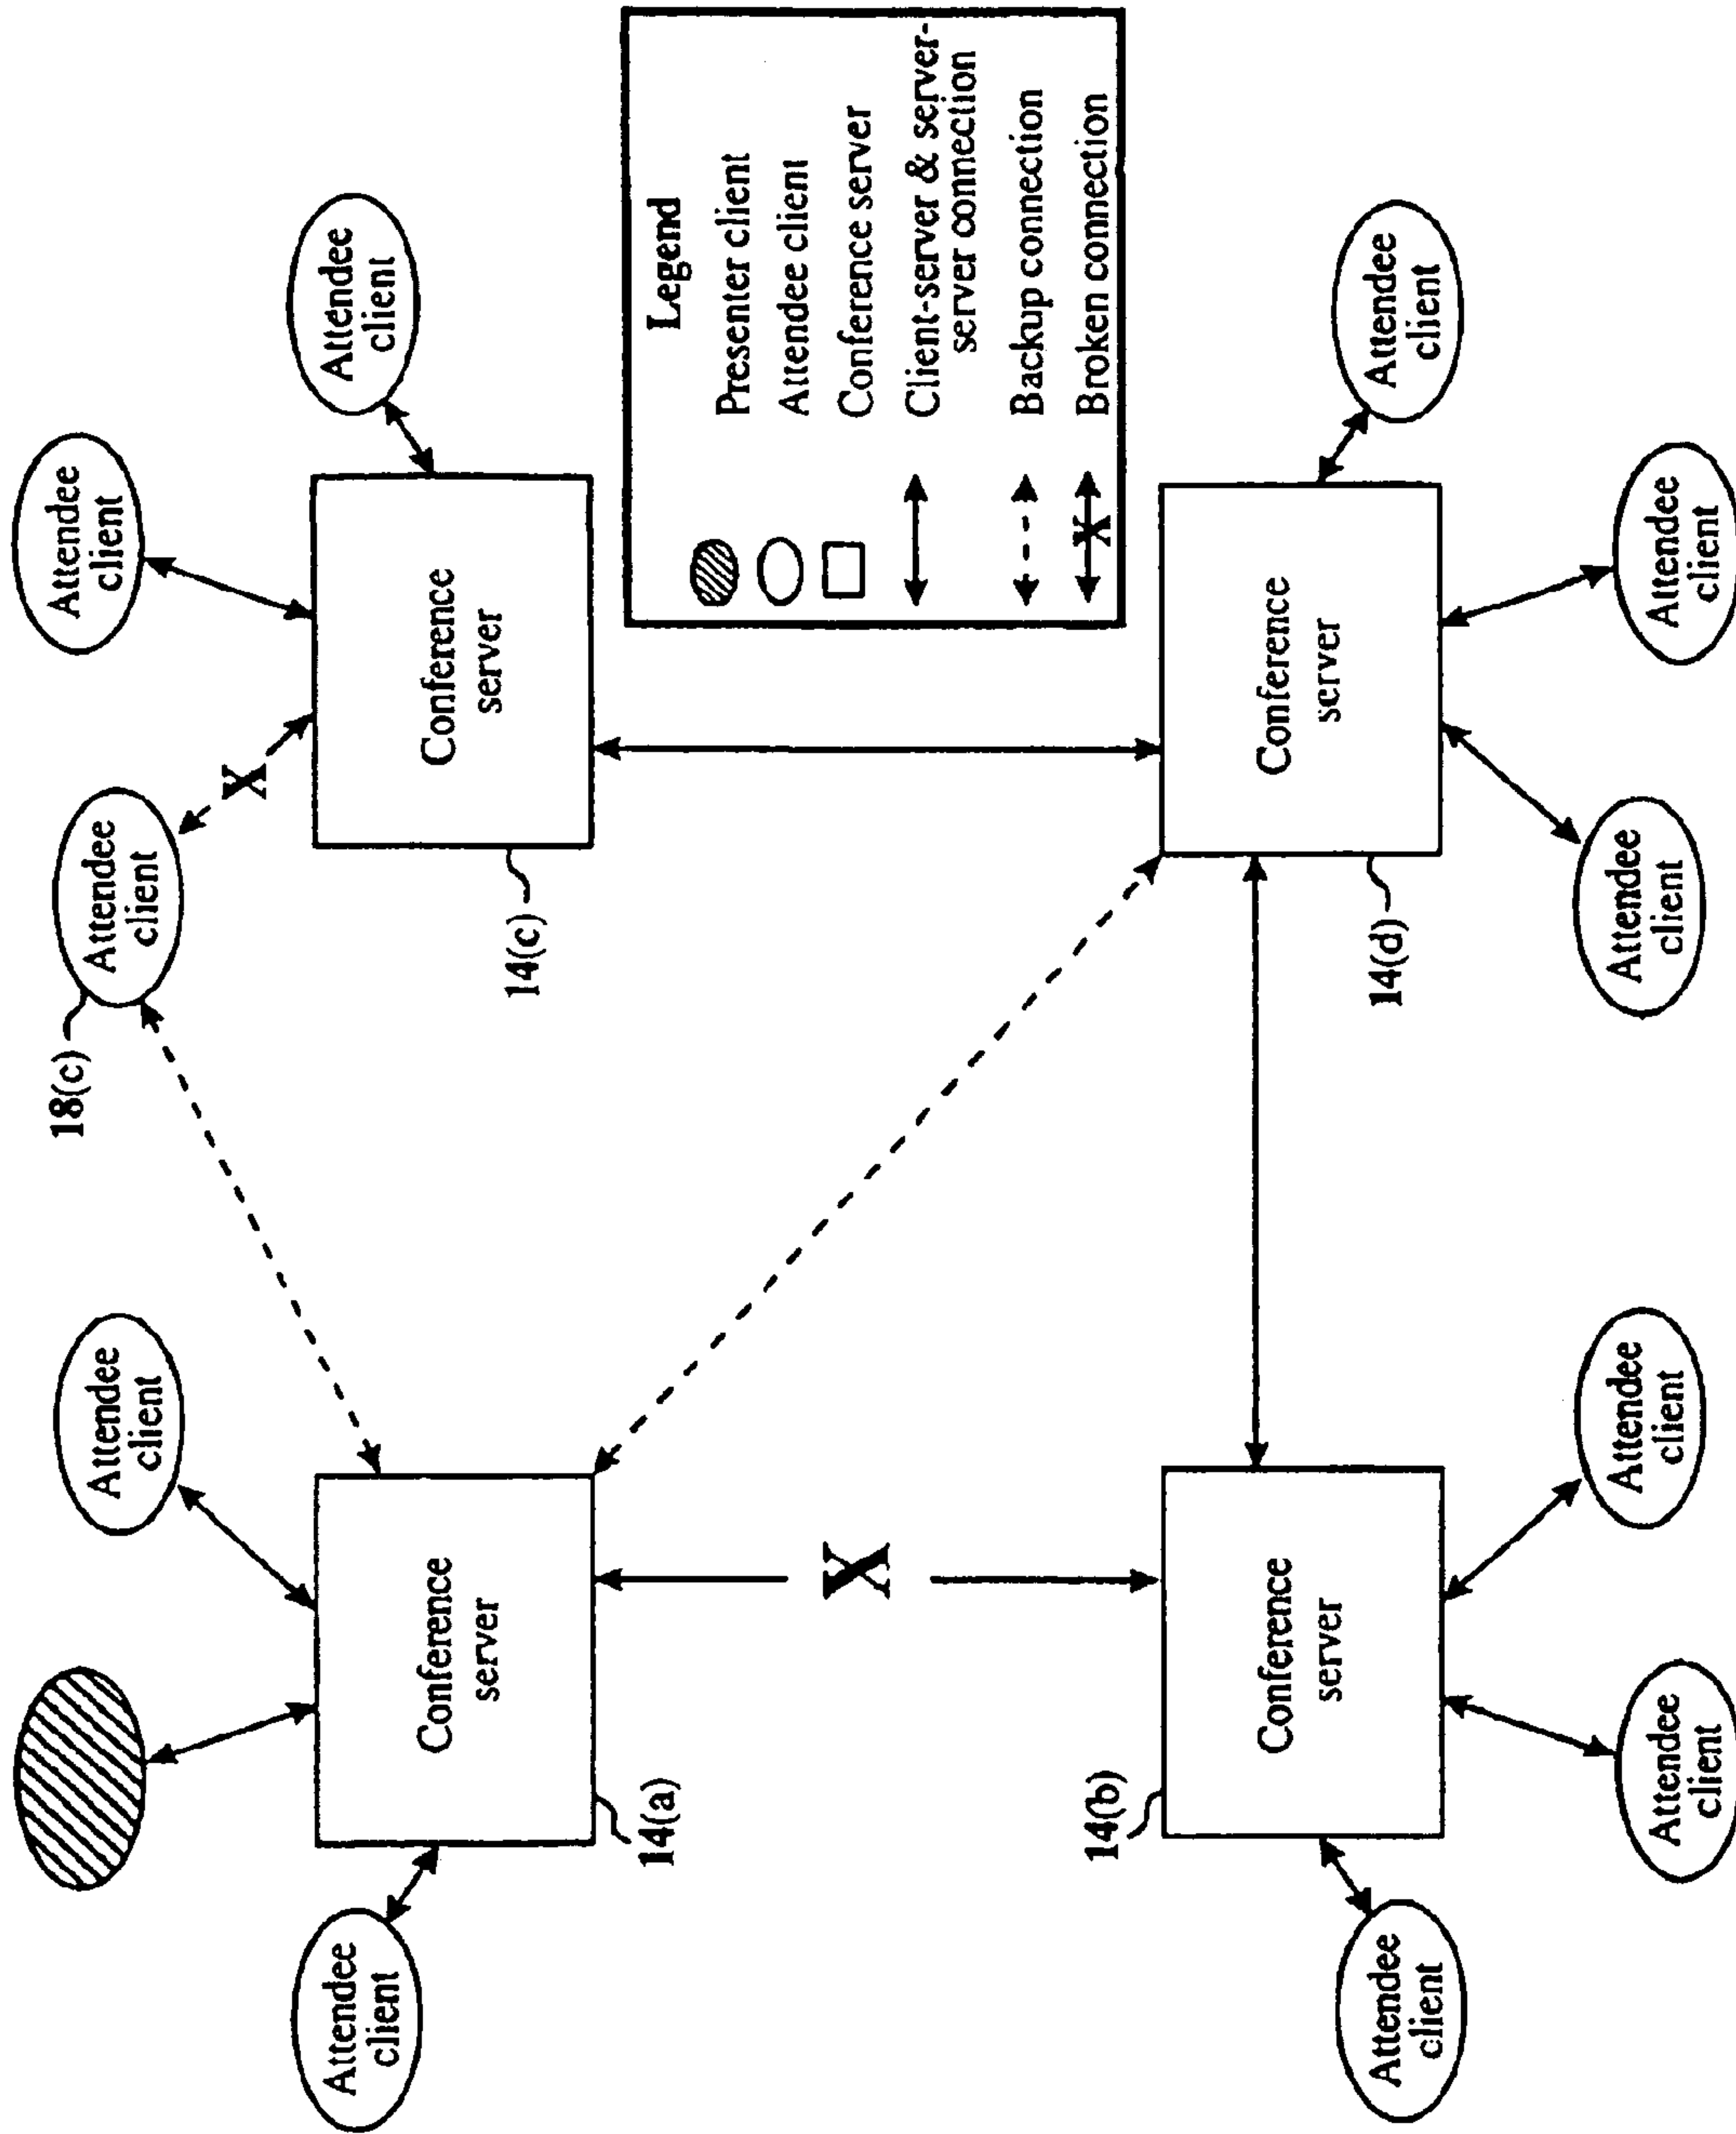 Attendee
client
18(c)
Attendee
client
Attendee
client
Attendee
client
Attendee
client
X
Conference
server
Conference
server
14(c)
14(a)
Legend
Presenter client
Attendee client
Conference server
Client-server & server-
server connection
Backup connection
X
Broken connection
X
14(b)
Conference
server
Conference
server
14(d)
Attendee
client
Attendee
client
Attendee
client
Attendee
client
Attendee
client
Attendee
client